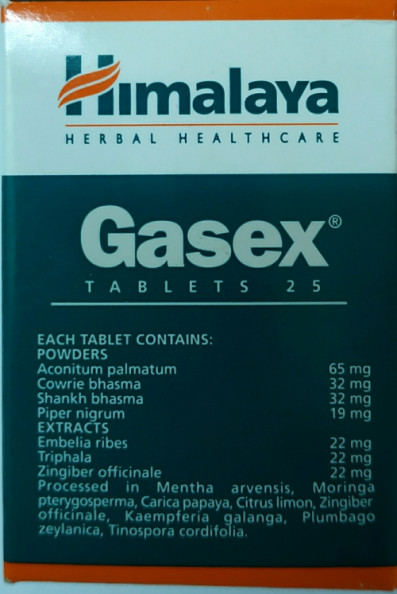 Himalaya
HERBAL HEALTHCARE
Gasex®
TABLETS 25
EACH TABLET CONTAINS:
POWDERS
Aconitum palmatum 65 mg
Cowrie bhasma 32 mg
Shankh bhasma 32 mg
Piper nigrum 19 mg
EXTRACTS
Embelia ribes 22 mg
Triphala 22 mg
Zingiber officinale 22 mg
Processed in Mentha arvensis, Moringa
pterygosperma, Carica papaya, Citrus limon, Zingiber
officinale, Kaempferia galanga, Plumbago
zeylanica, Tinospora cordifolia.